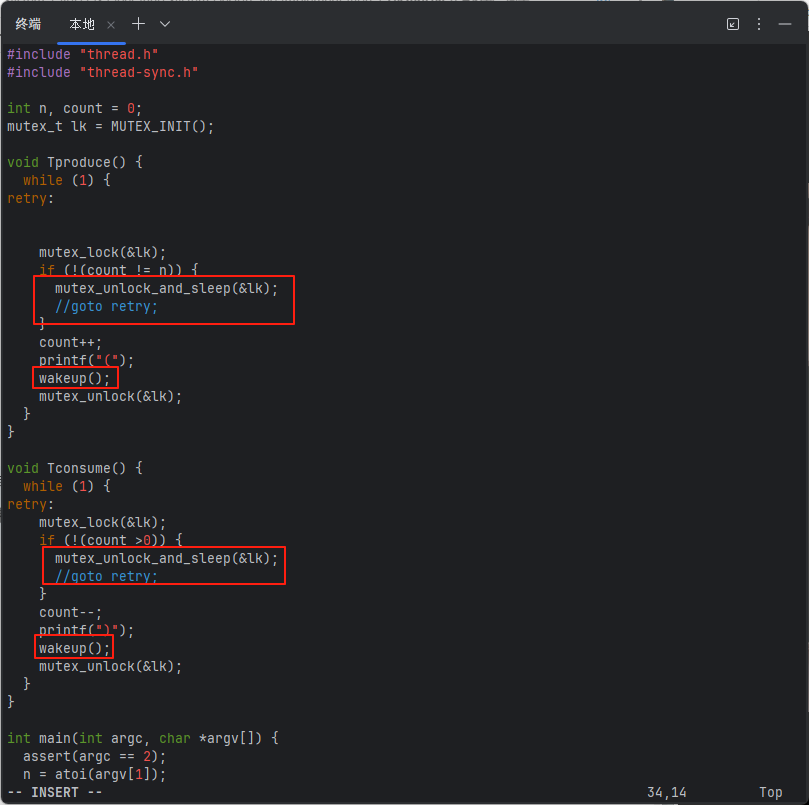 终端 本地
#include "thread.h"
#include "thread-sync.h"
int n, count = 0;
mutex_t lk = MUTEX_INIT();
void Tproduce() {
  while (1) {
retry:
    mutex_lock(&lk);
    if (!(count != n)) {
      mutex_unlock_and_sleep(&lk);
      //goto retry;
    }
    count++;
    printf("(");
    wakeup();
    mutex_unlock(&lk);
  }
}
void Tconsume() {
  while (1) {
retry:
    mutex_lock(&lk);
    if (!(count >0)) {
      mutex_unlock_and_sleep(&lk);
      //goto retry;
    }
    count--;
    printf(")");
    wakeup();
    mutex_unlock(&lk);
  }
}
int main(int argc, char *argv[]) {
  assert(argc == 2);
  n = atoi(argv[1]);
-- INSERT -- 34,14 Top